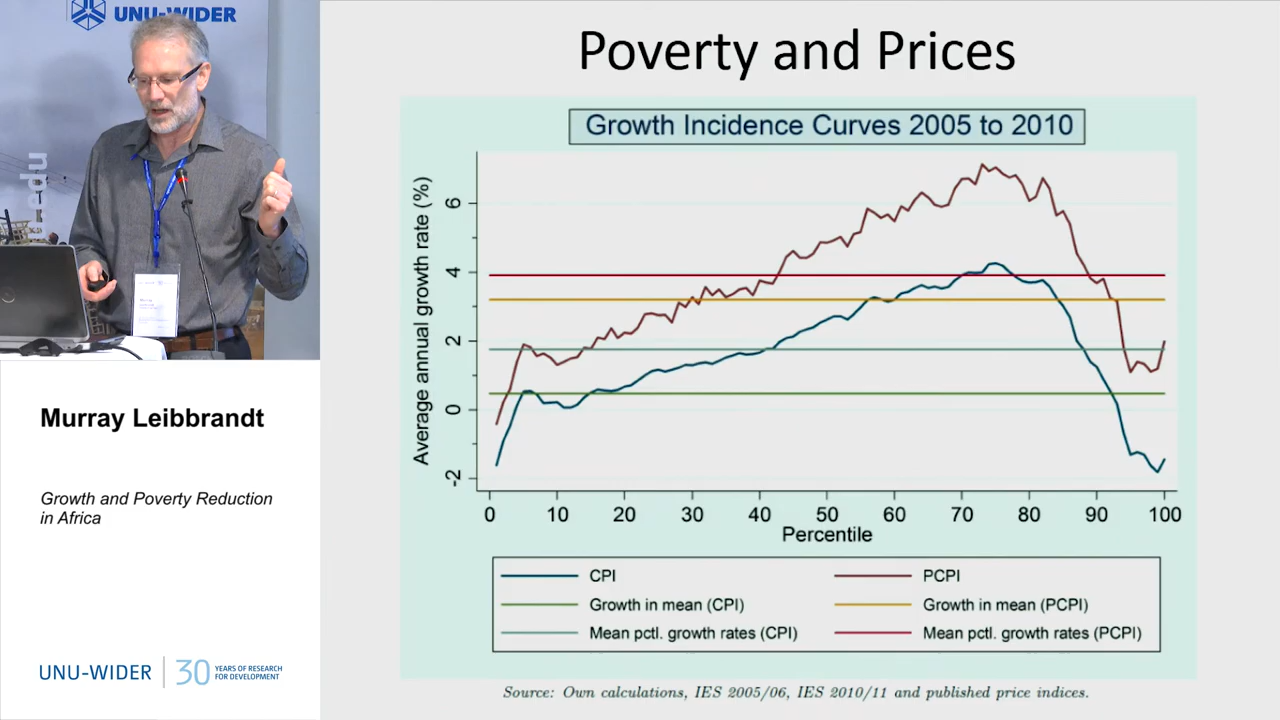 UNU-WIDER
.edu
Murray
Murray Leibbrandt
Growth and Poverty Reduction
in Africa
UNU-WIDER
30
YEARS OF RESEARCH
FOR DEVELOPMENT
Poverty and Prices
Growth Incidence Curves 2005 to 2010
Average annual growth rate (%)
6
4
2
0
-2
0 10 20 30 40 50 60 70 80 90 100
Percentile
CPI PCPI
Growth in mean (CPI) Growth in mean (PCPI)
Mean pctl. growth rates (CPI) Mean pctl. growth rates (PCPI)
Source: Own calculations, IES 2005/06, IES 2010/11 and published price indices.